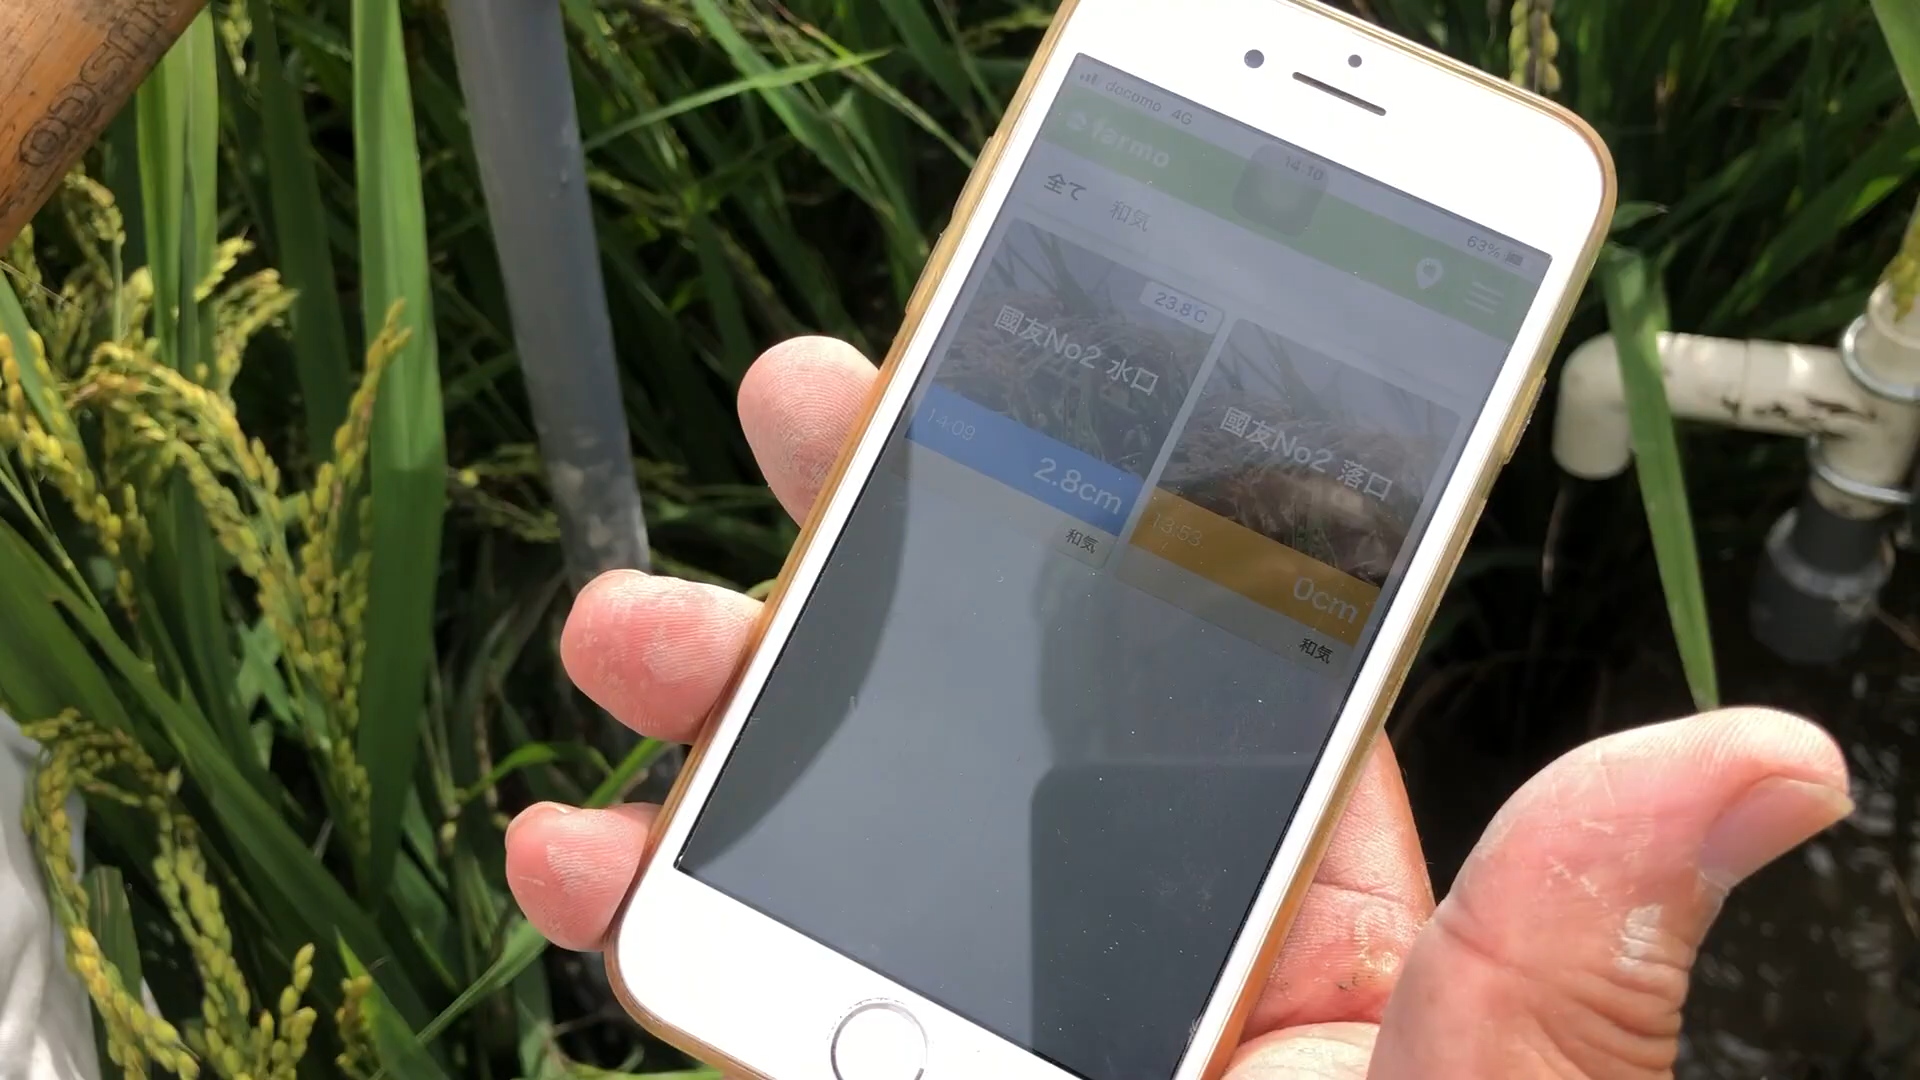 docomo 4G
14:10
63%
farmo
全て 和気
23.8℃
國友No2 水口
14:09
2.8cm
和気
國友No2 落口
13:53
0cm
和気